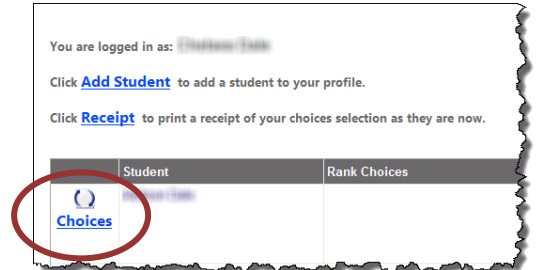 You are logged in as:
Click Add Student to add a student to your profile.
Click Receipt to print a receipt of your choices selection as they are now.
Student Rank Choices
Choices